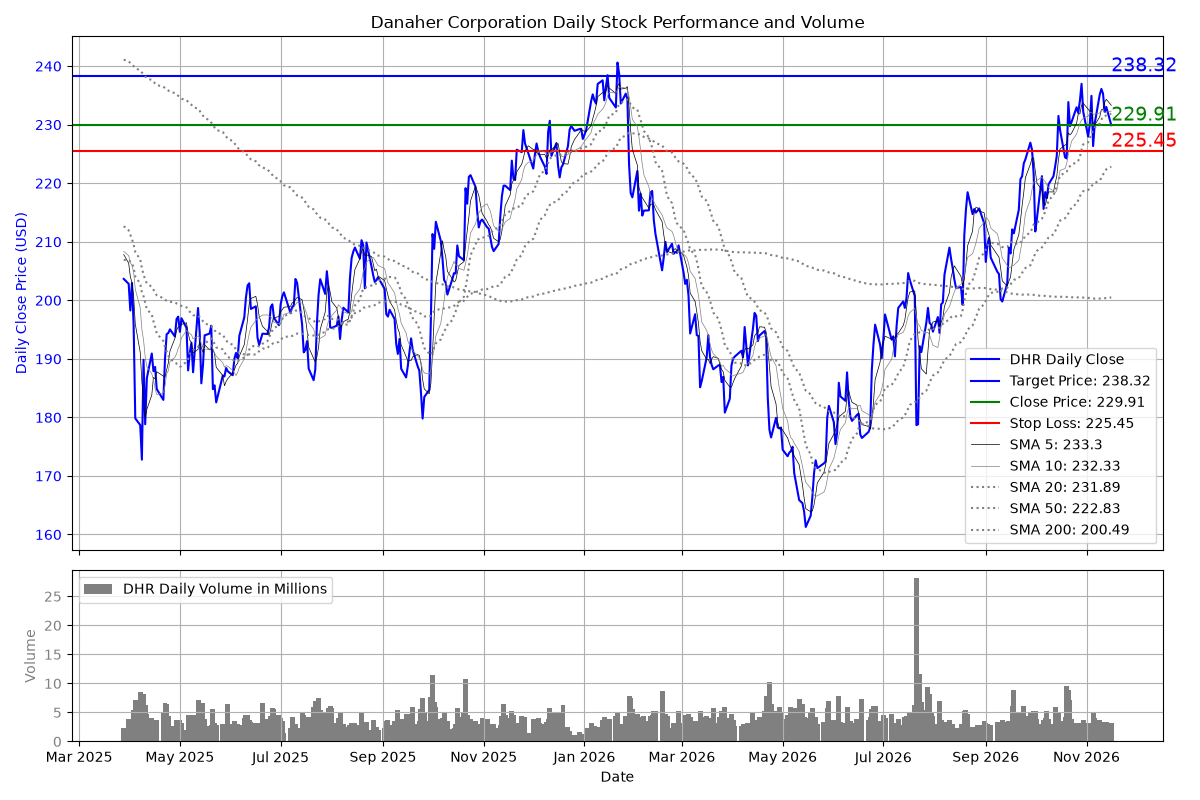 Danaher Corporation Daily Stock Performance and Volume
Daily Close Price (USD)
240
230
220
210
200
190
180
170
160
238.32
229.91
225.45
DHR Daily Close
Target Price: 238.32
Close Price: 229.91
Stop Loss: 225.45
SMA 5: 233.3
SMA 10: 232.33
SMA 20: 231.89
SMA 50: 222.83
SMA 200: 200.49
Volume
25
20
15
10
5
0
DHR Daily Volume in Millions
Mar 2025 May 2025 Jul 2025 Sep 2025 Nov 2025 Jan 2026 Mar 2026 May 2026 Jul 2026 Sep 2026 Nov 2026
Date